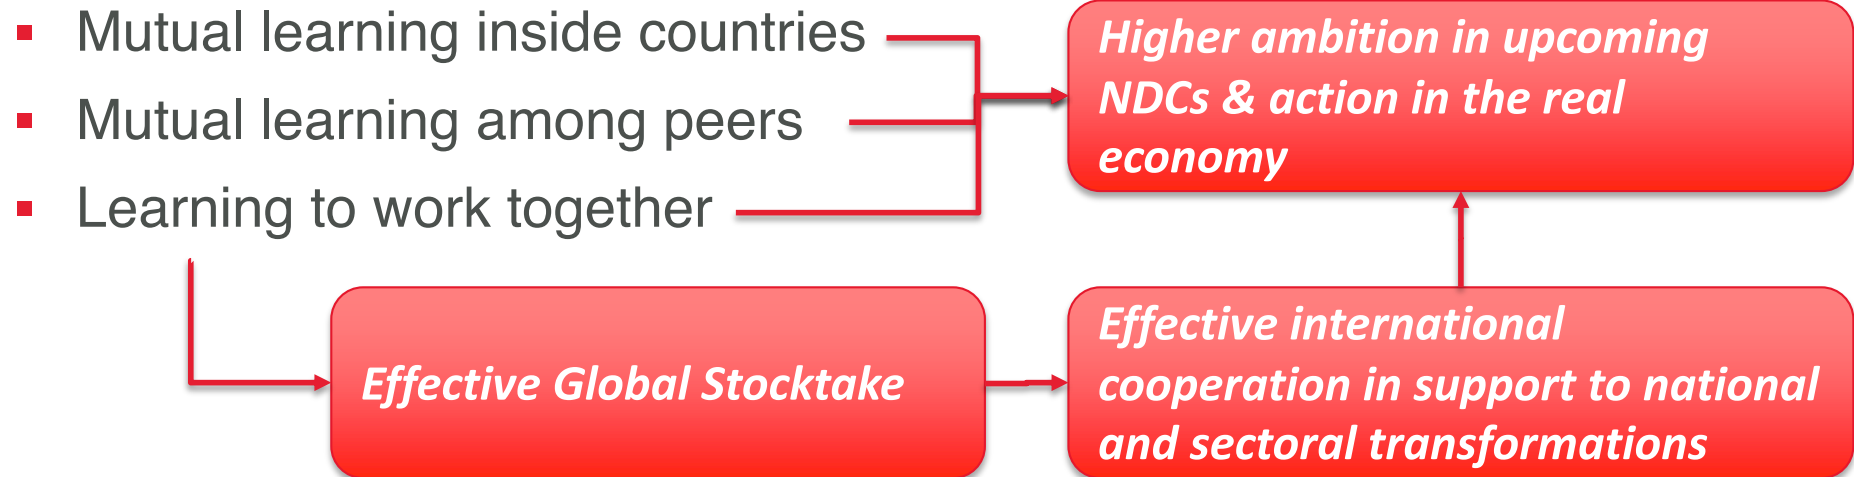 Mutual learning inside countries
Mutual learning among peers
Learning to work together
Higher ambition in upcoming
NDCs & action in the real
economy
Effective Global Stocktake
Effective international
cooperation in support to national
and sectoral transformations